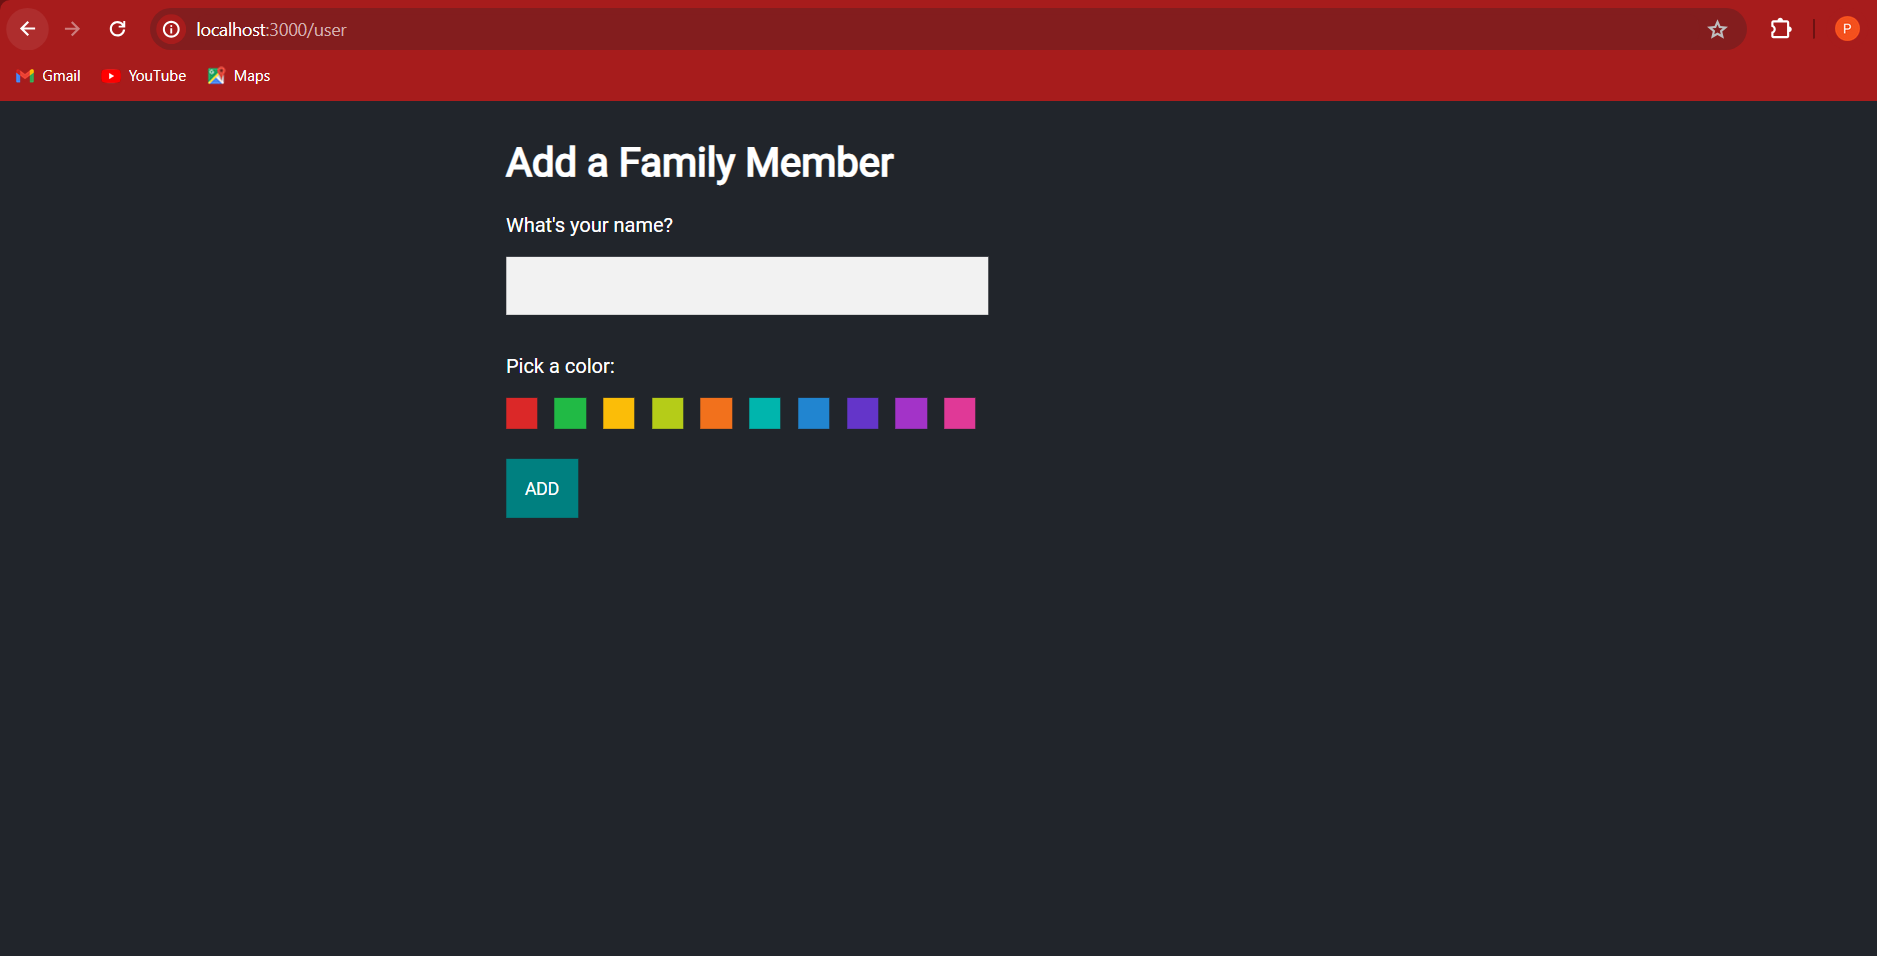 localhost:3000/user
P
Gmail YouTube Maps
Add a Family Member
What's your name?
Pick a color:
ADD